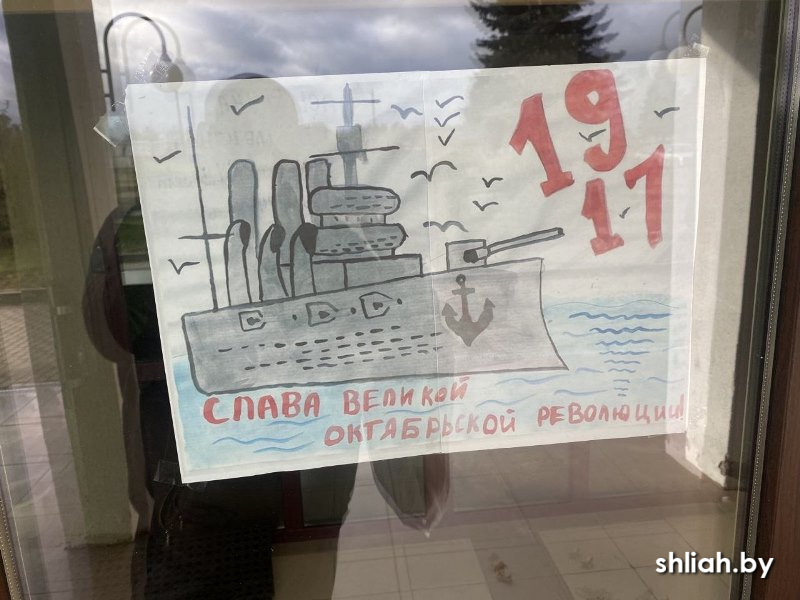 19
17
СЛАВА ВЕЛИКОЙ
ОКТЯБРЬСКОЙ РЕВОЛЮЦИИ!
shliah.by